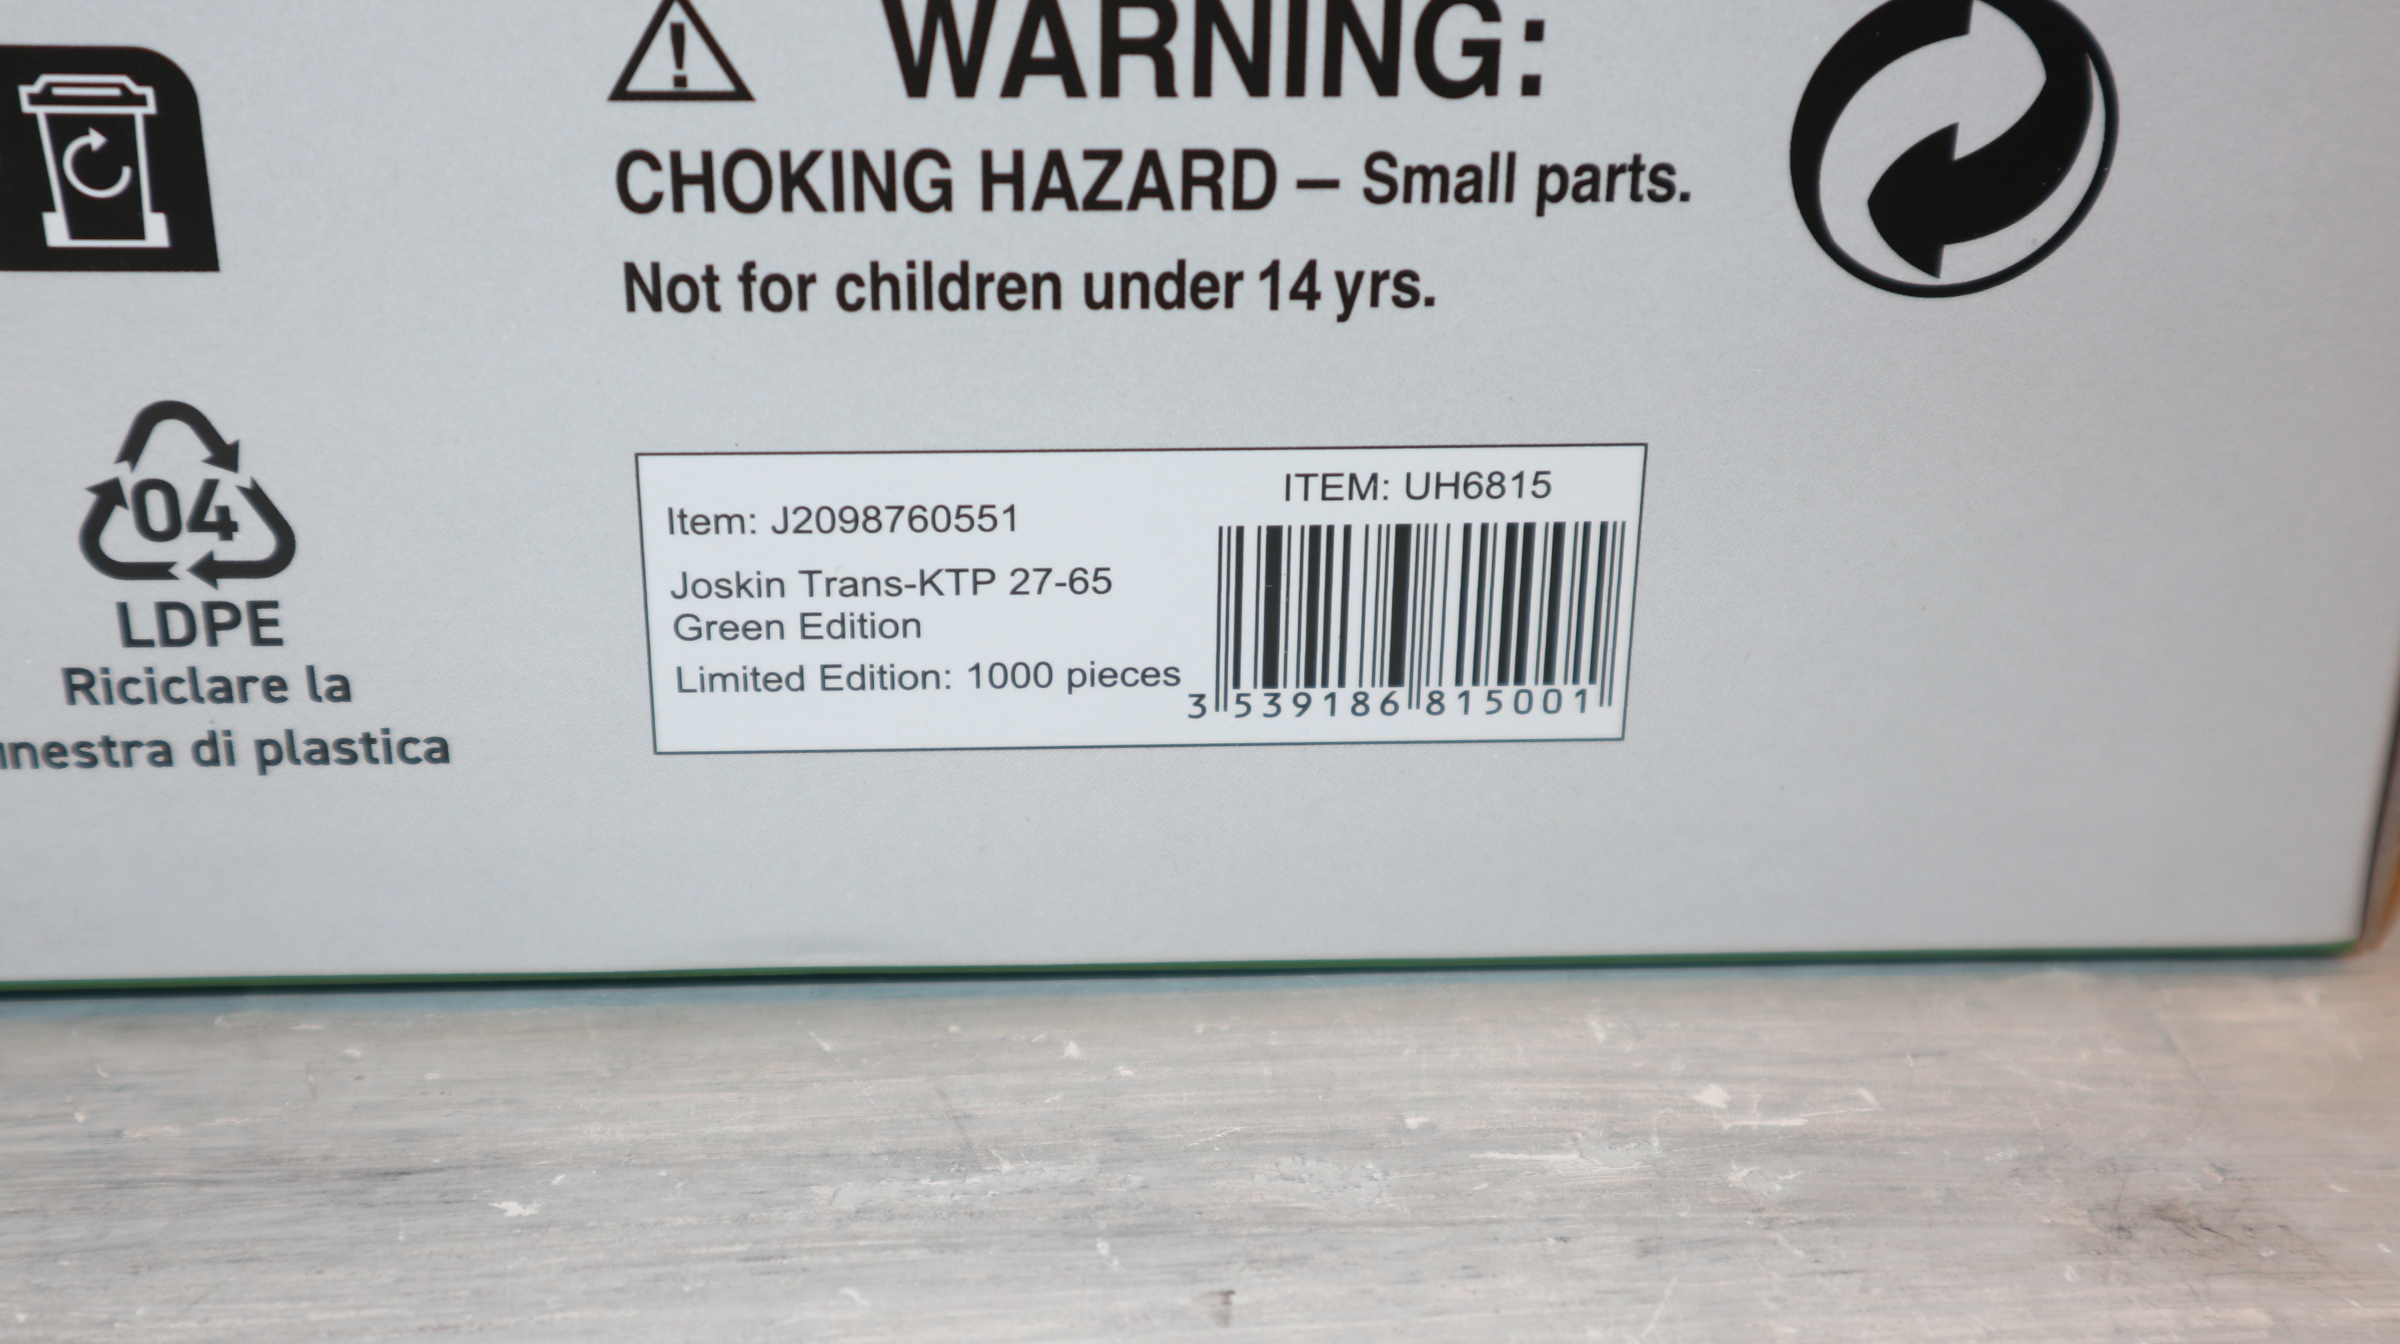 WARNING:
CHOKING HAZARD – Small parts.
Not for children under 14 yrs.
04
LDPE
Riciclare la
di plastica
Item: J2098760551
Joskin Trans-KTP 27-65
Green Edition
Limited Edition: 1000 pieces
ITEM: UH6815
3 539186 815001